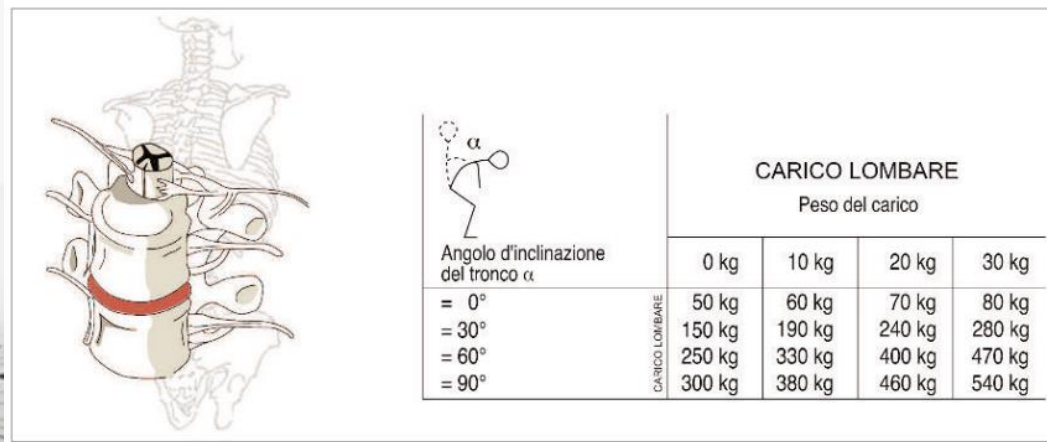 α
CARICO LOMBARE
Peso del carico
Angolo d'inclinazione
del tronco α
0 kg 10 kg 20 kg 30 kg
CARICO LOMBARE
= 0° 50 kg 60 kg 70 kg 80 kg
= 30° 150 kg 190 kg 240 kg 280 kg
= 60° 250 kg 330 kg 400 kg 470 kg
= 90° 300 kg 380 kg 460 kg 540 kg